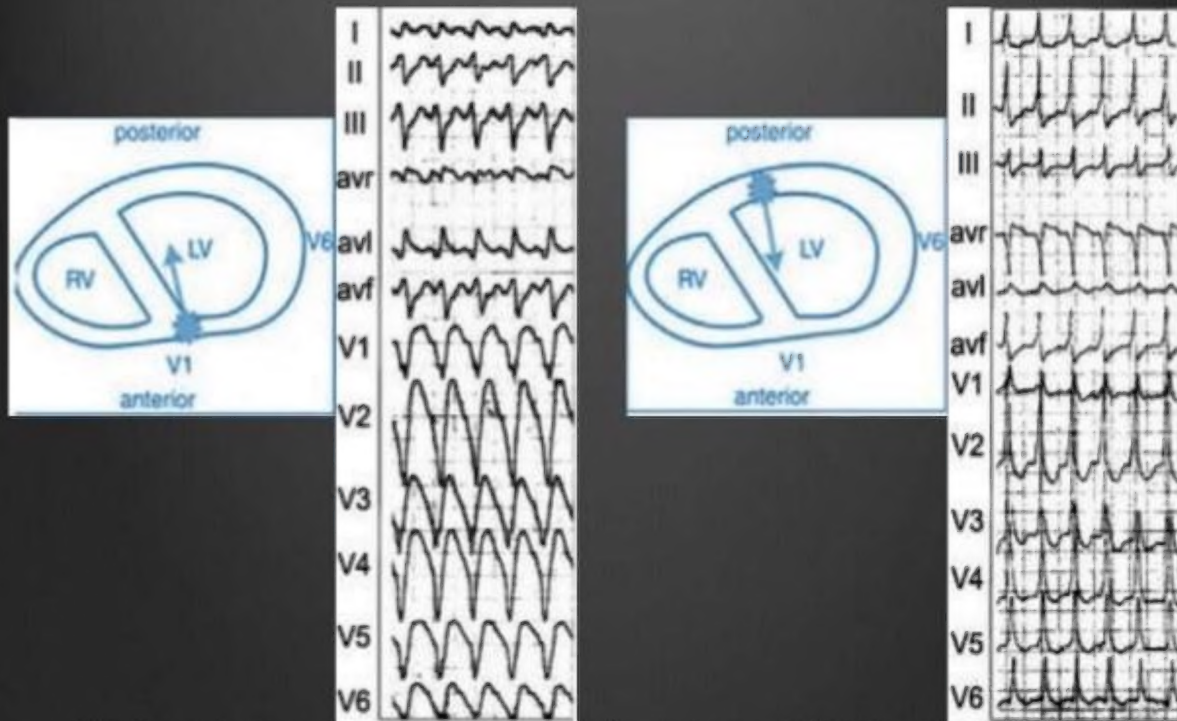 posterior
RV
LV
V6
V1
anterior
I
II
III
avr
avl
avf
V1
V2
V3
V4
V5
V6
posterior
RV
LV
V6
V1
anterior
I
II
III
avr
avl
avf
V1
V2
V3
V4
V5
V6